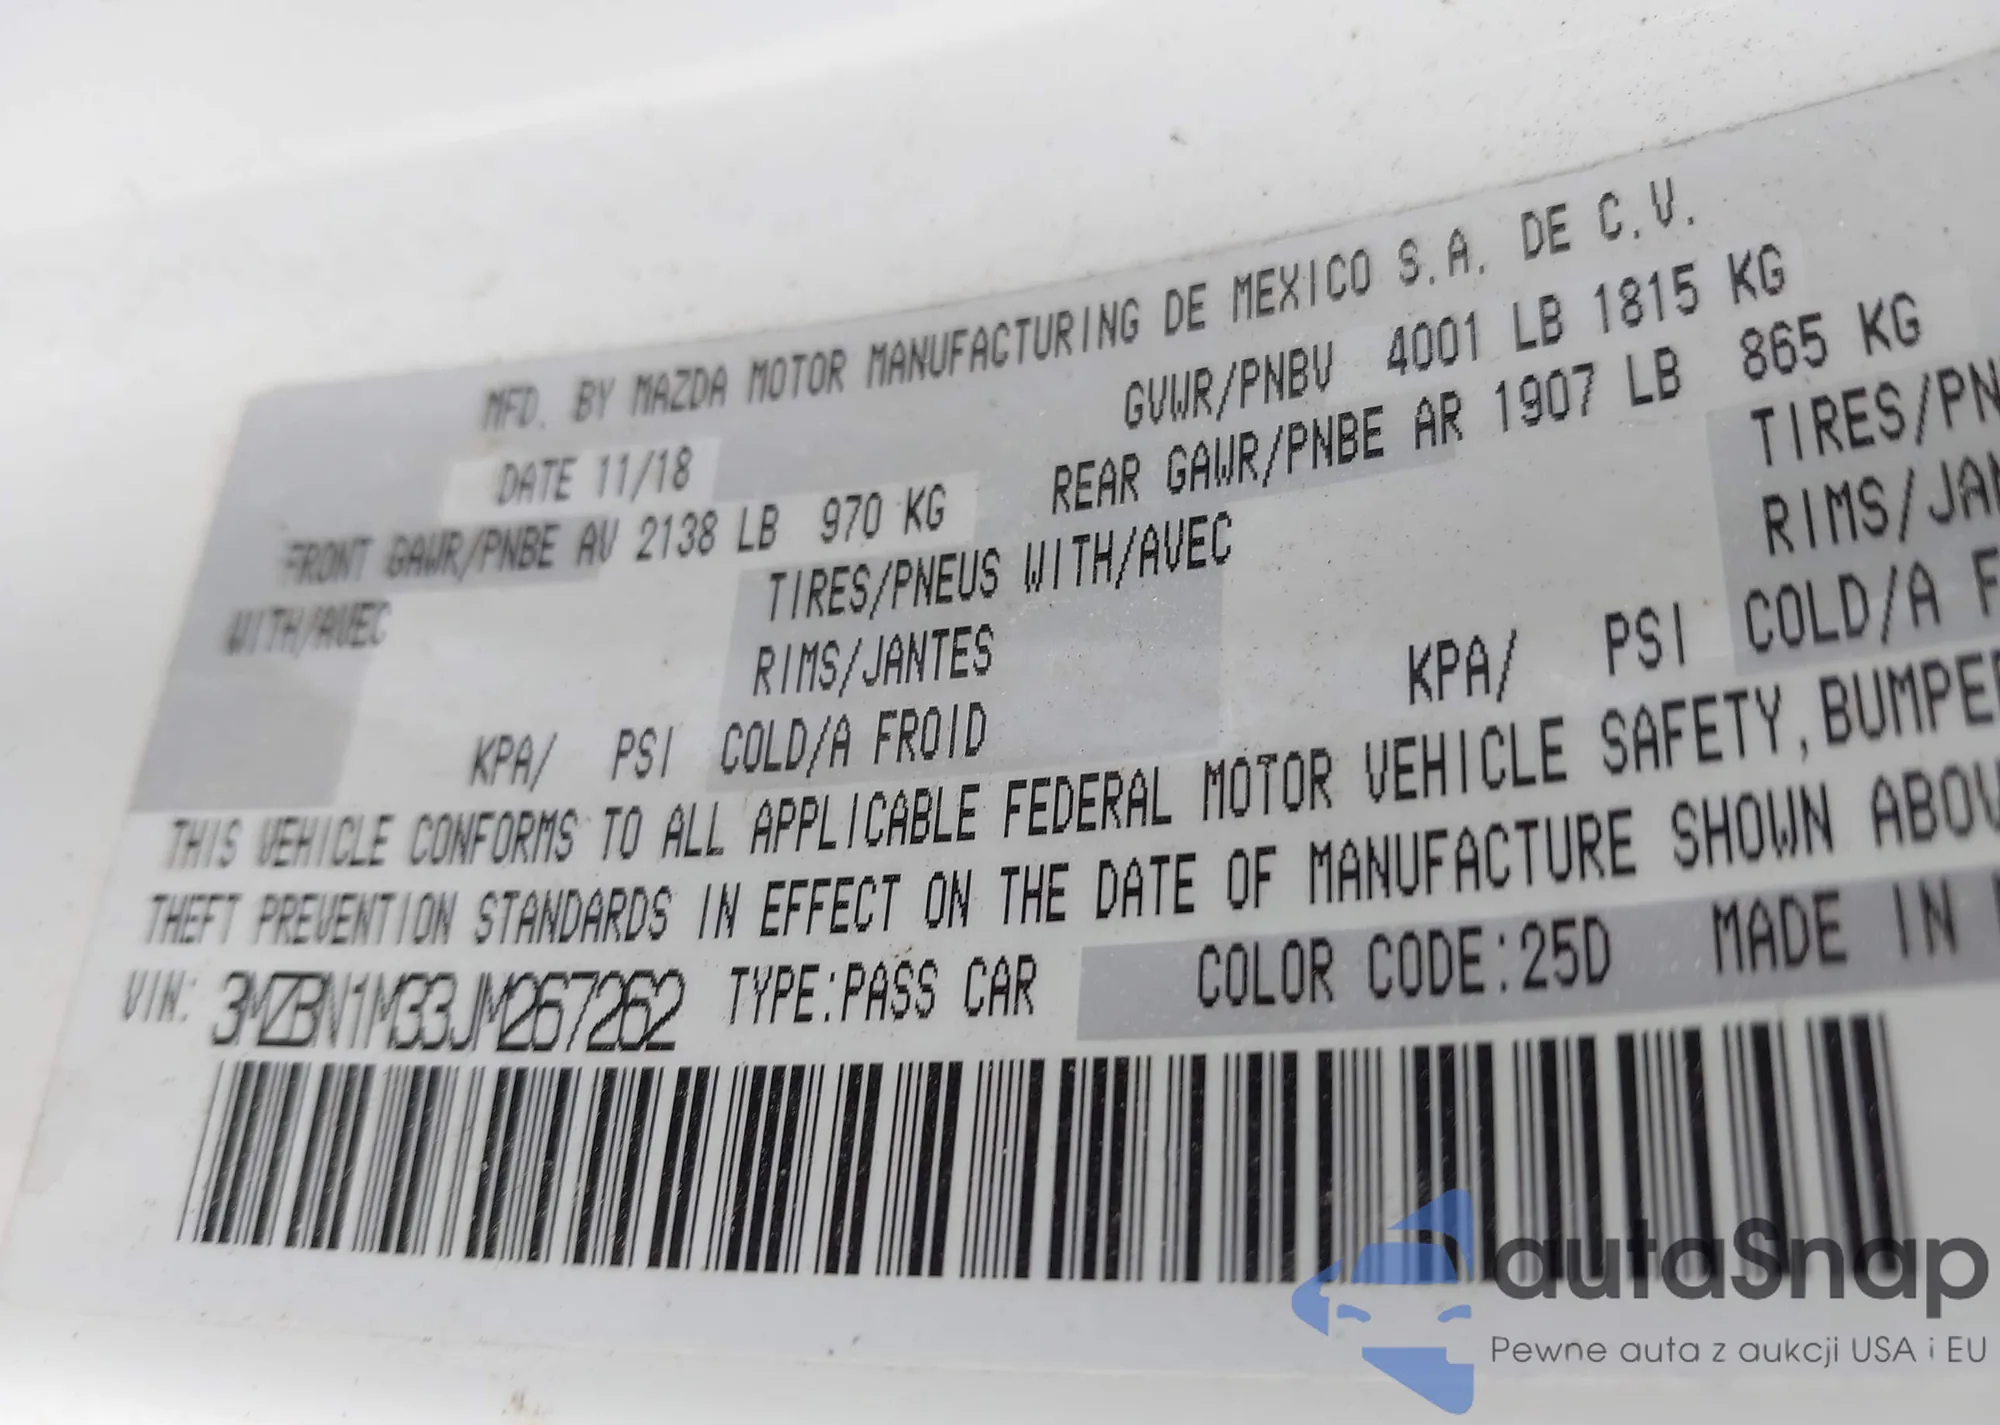 MFD. BY MAZDA MOTOR MANUFACTURING DE MEXICO S.A. DE C.V.
DATE 11/18 GVWR/PNBV 4001 LB 1815 KG
FRONT GAWR/PNBE AV 2138 LB 970 KG REAR GAWR/PNBE AR 1907 LB 865 KG
WITH/AVEC TIRES/PNEUS WITH/AVEC TIRES/PN
RIMS/JANTES RIMS/JAN
KPA/ PSI COLD/A FROID KPA/ PSI COLD/A F
THIS VEHICLE CONFORMS TO ALL APPLICABLE FEDERAL MOTOR VEHICLE SAFETY, BUMPE
THEFT PREVENTION STANDARDS IN EFFECT ON THE DATE OF MANUFACTURE SHOWN ABOV
VIN: 3MZBN1M33JM267262 TYPE:PASS CAR COLOR CODE:25D MADE IN
autaSnap
Pewne auta z aukcji USA i EU